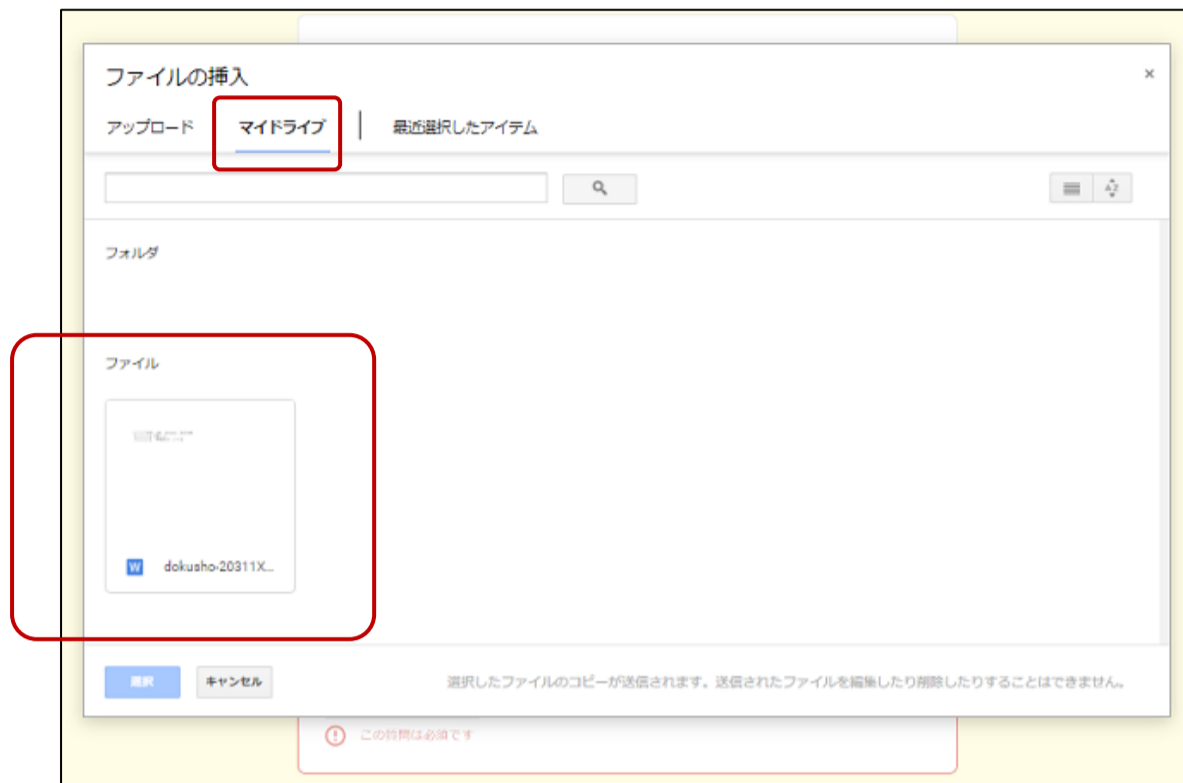 ファイルの挿入
×
アップロード マイドライブ 最近選択したアイテム
フォルダ
ファイル
W dokusho-20311X...
選択 キャンセル 選択したファイルのコピーが送信されます。送信されたファイルを編集したり削除したりすることはできません。
この質問は必須です